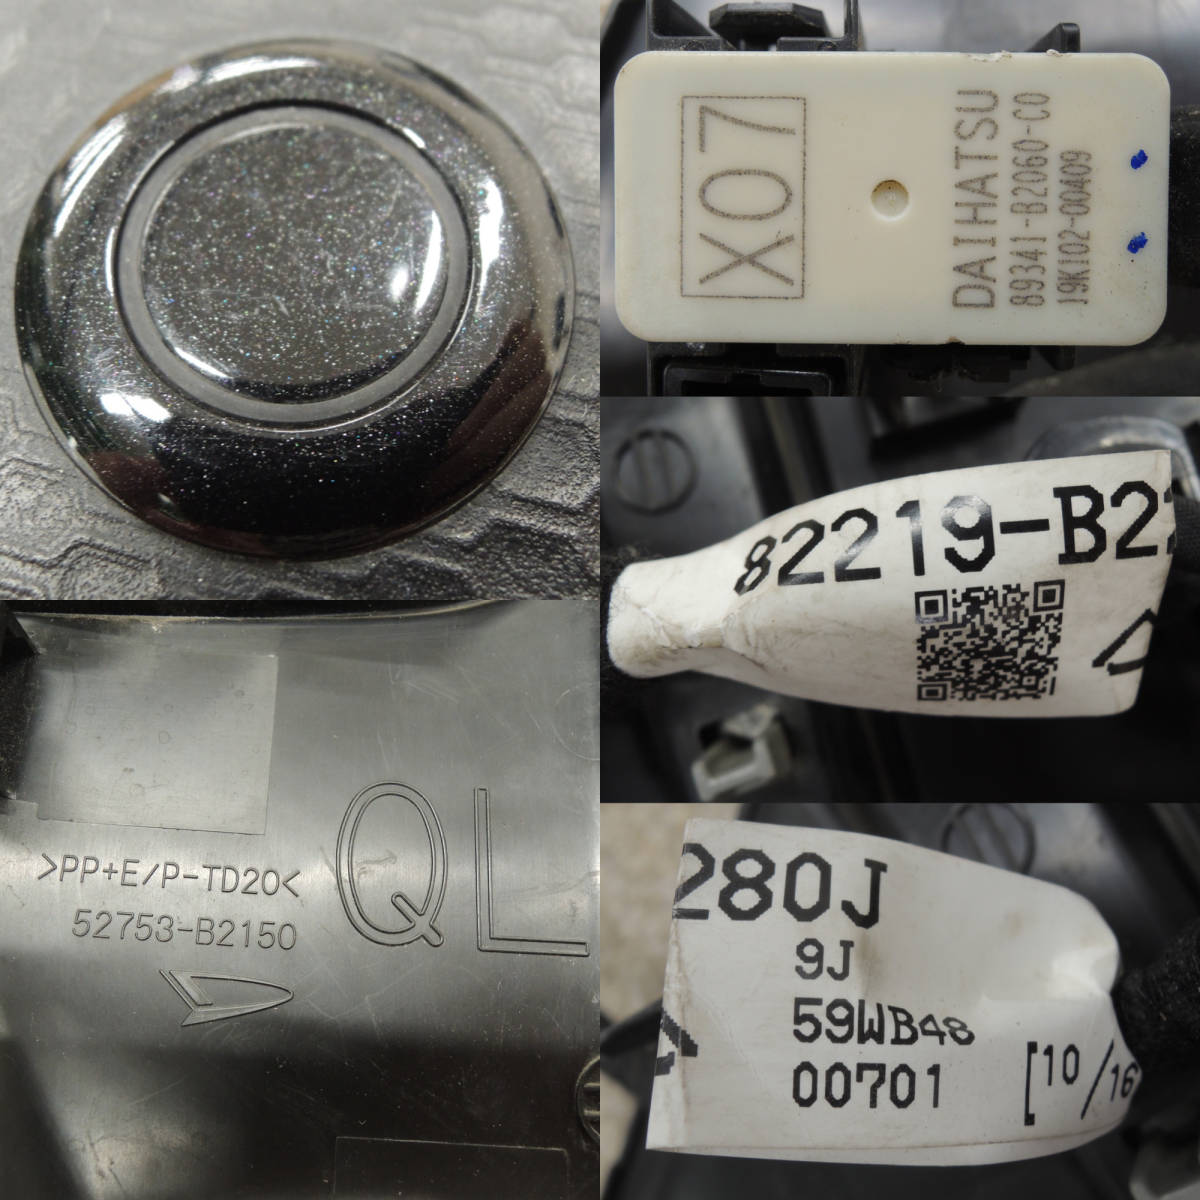 X07
DAIHATSU
89341-B2060-C0
19K102-00409
82219-B2
280J
9J
59WB48
00701
[10/16
>PP+E/P-TD20<
52753-B2150
QL